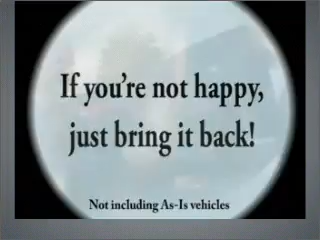 If you're not happy,
just bring it back!
Not including As-Is vehicles